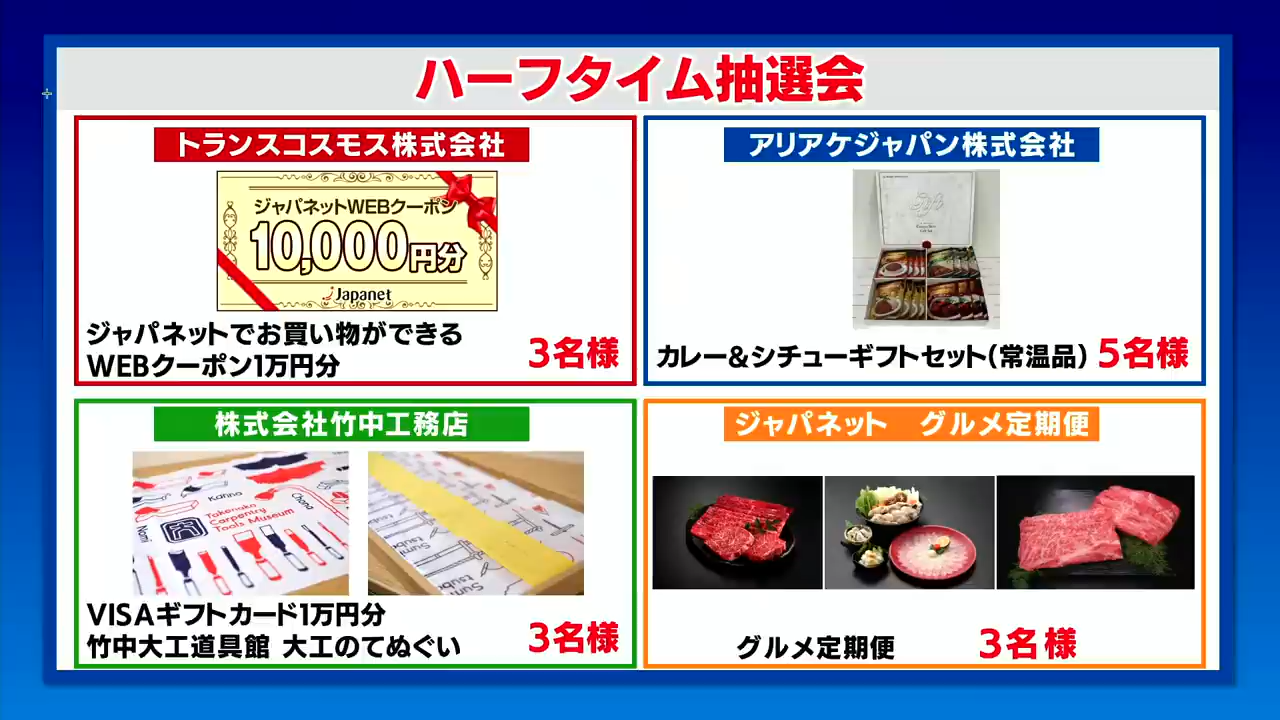 ハーフタイム抽選会
トランスコスモス株式会社
ジャパネットWEBクーポン
10,000円分
Japanet
ジャパネットでお買い物ができる
WEBクーポン1万円分
3名様
アリアケジャパン株式会社
カレー&シチューギフトセット(常温品)
5名様
株式会社竹中工務店
Kanna
Chona
Nomi
Takenaka
Carpentry
Tools Museum
Sumi
tsubo
VISAギフトカード1万円分
竹中大工道具館 大工のてぬぐい
3名様
ジャパネット グルメ定期便
グルメ定期便
3名様